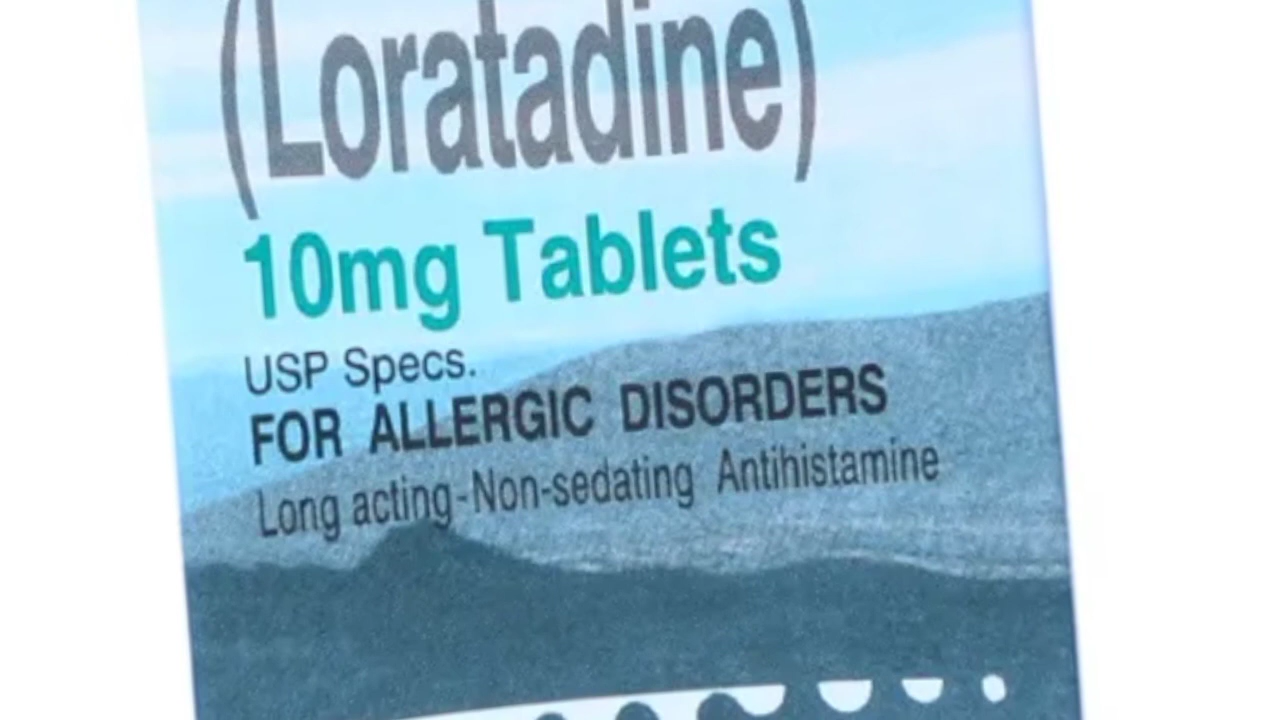 (Loratadine)
10mg Tablets
USP Specs.
FOR ALLERGIC DISORDERS
Long acting-Non-sedating Antihistamine